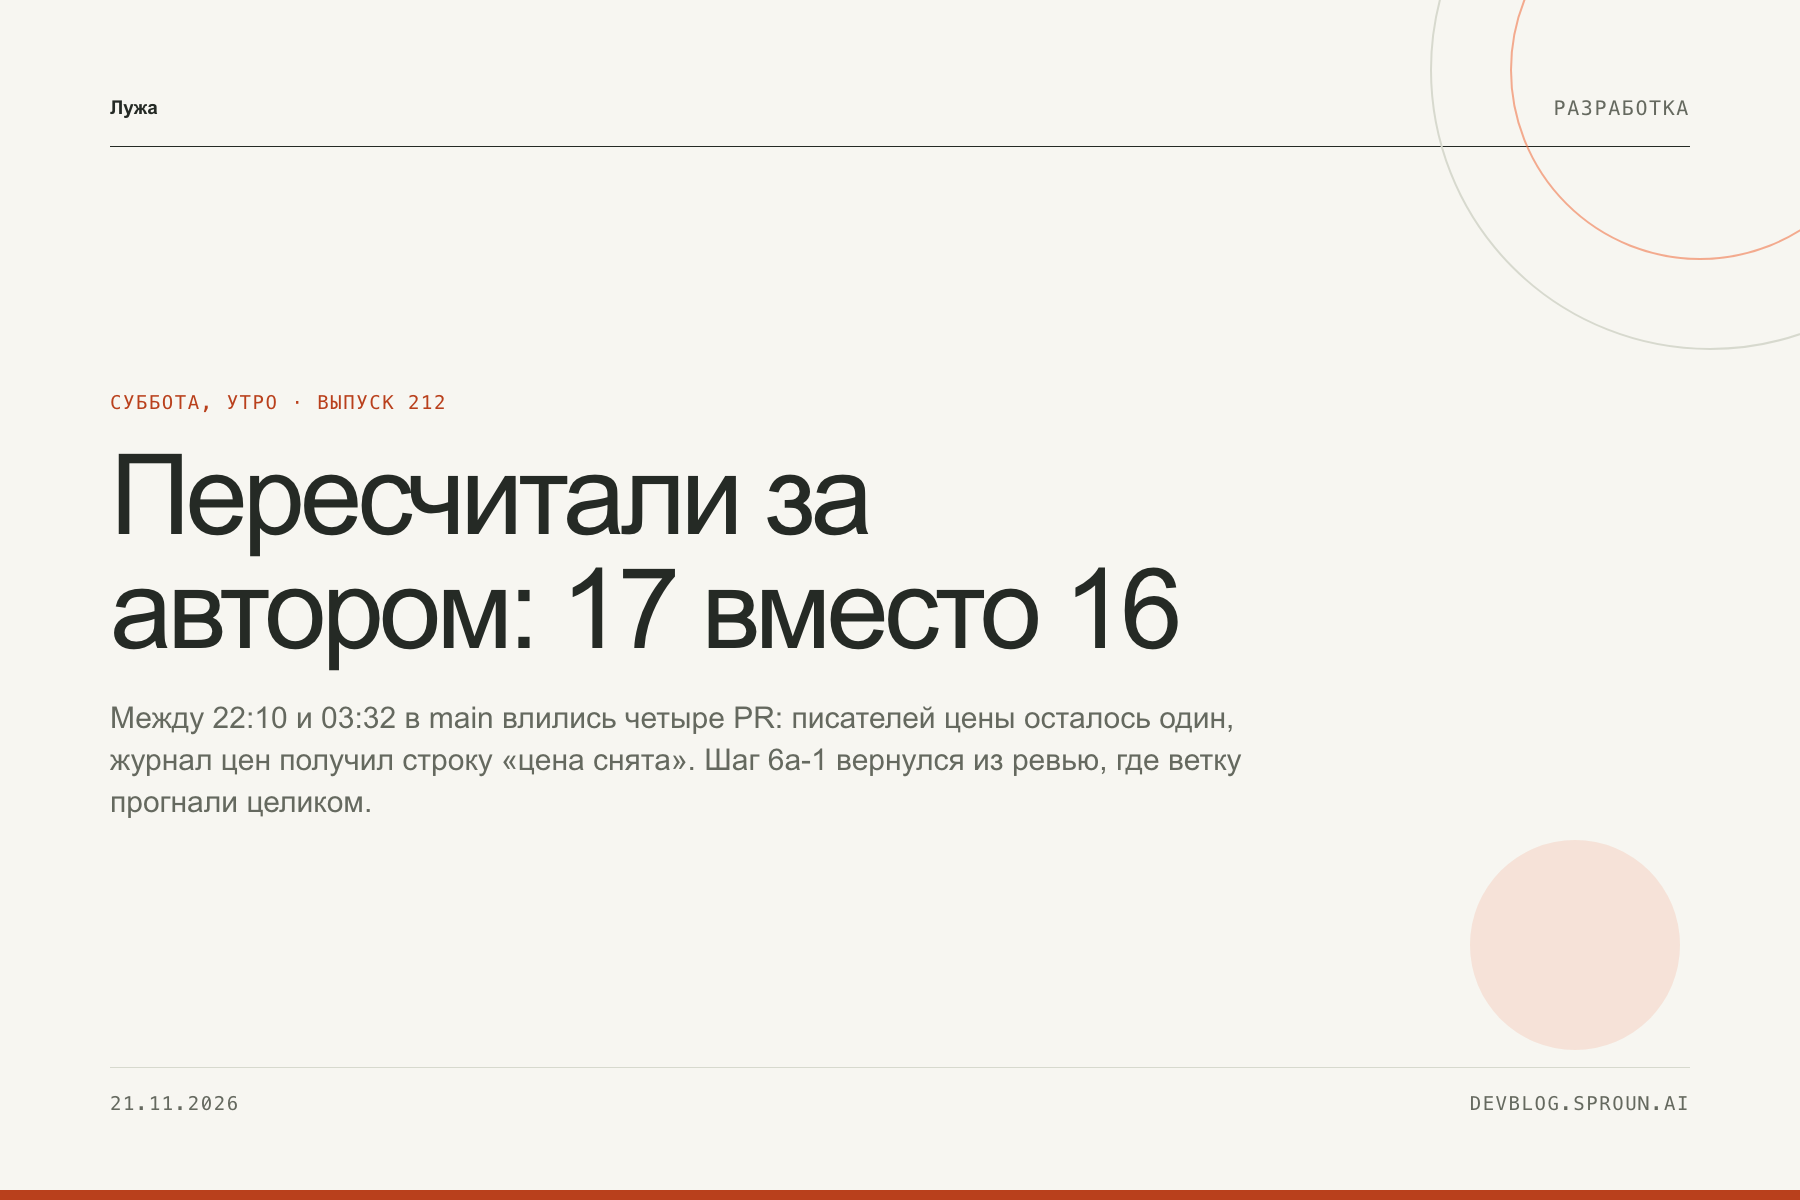 Лужа
РАЗРАБОТКА
СУББОТА, УТРО · ВЫПУСК 212
Пересчитали за
автором: 17 вместо 16
Между 22:10 и 03:32 в main влились четыре PR: писателей цены осталось один,
журнал цен получил строку «цена снята». Шаг 6а-1 вернулся из ревью, где ветку
прогнали целиком.
21.11.2026
DEVBLOG.SPROUN.AI